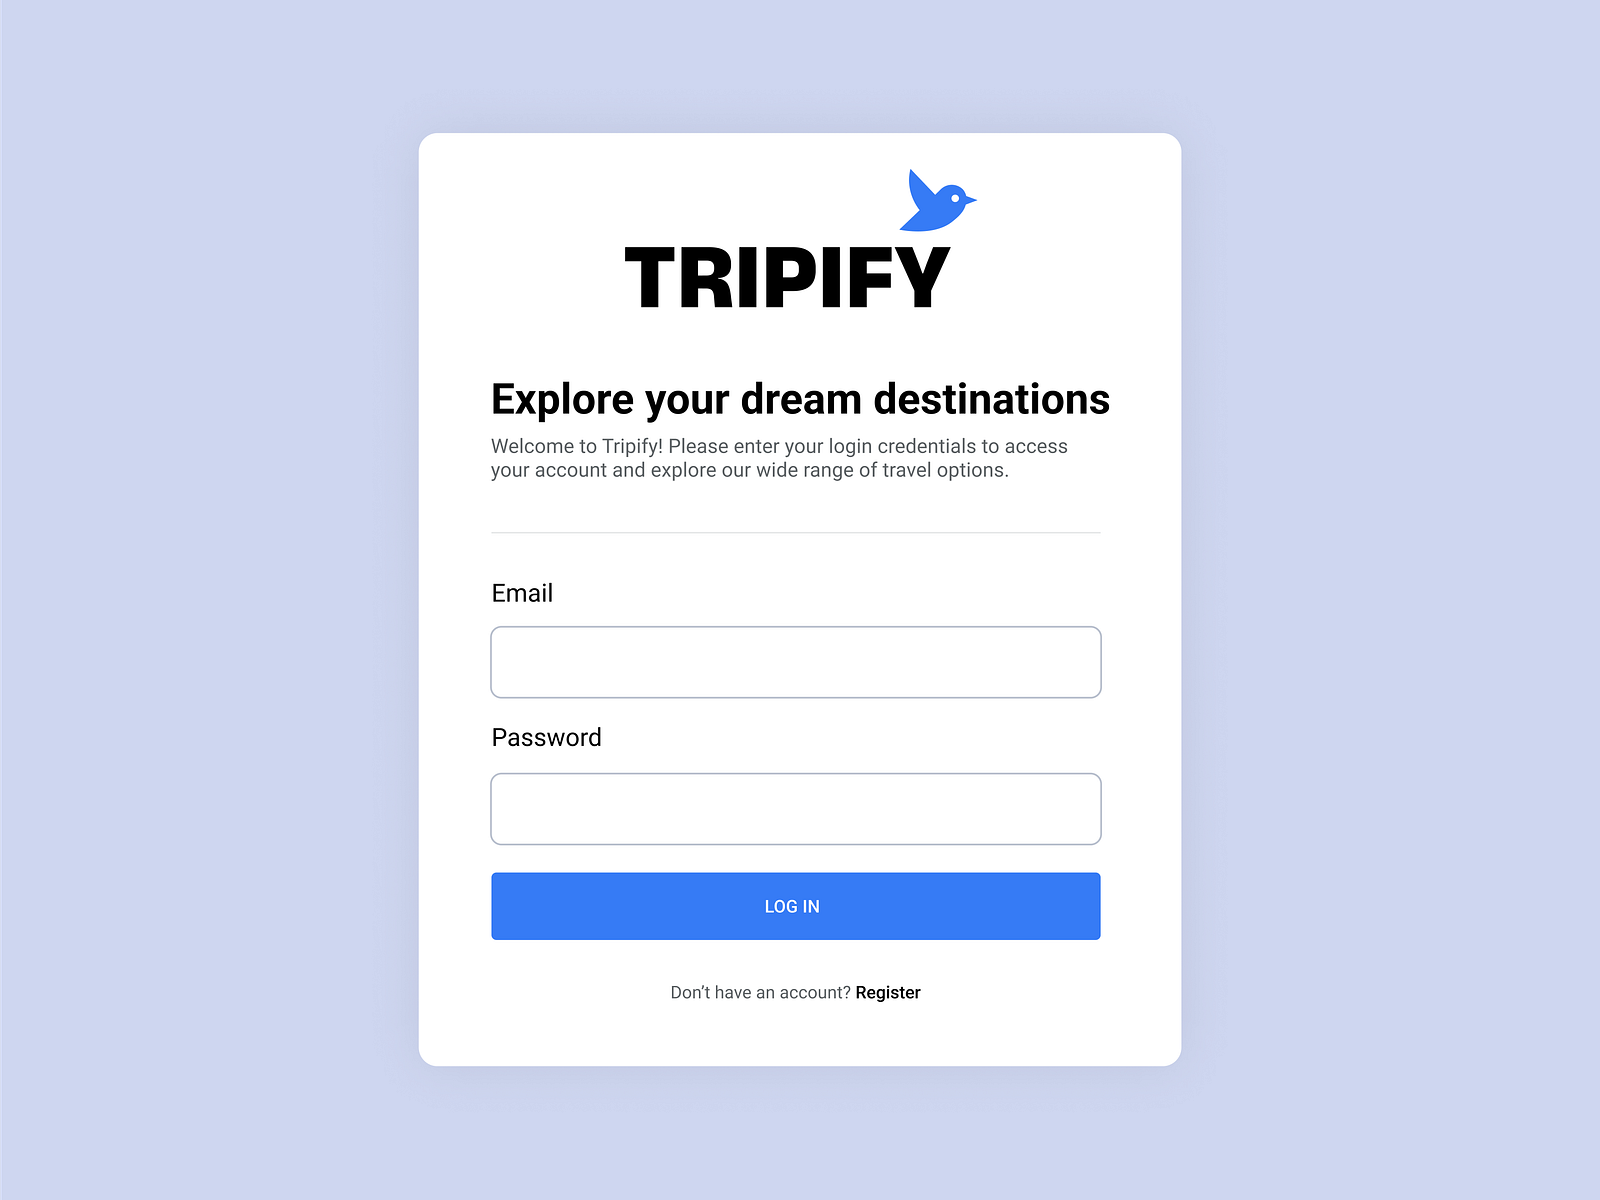 TRIPIFY
Explore your dream destinations
Welcome to Tripify! Please enter your login credentials to access
your account and explore our wide range of travel options.
Email
Password
LOG IN
Don’t have an account? Register